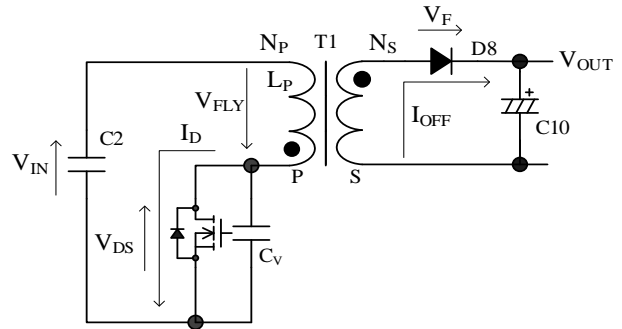 V_F
N_P T1 N_S D8
L_P V_OUT
V_FLY
I_D I_OFF
C2 C10
V_IN
P S
V_DS
C_V
+